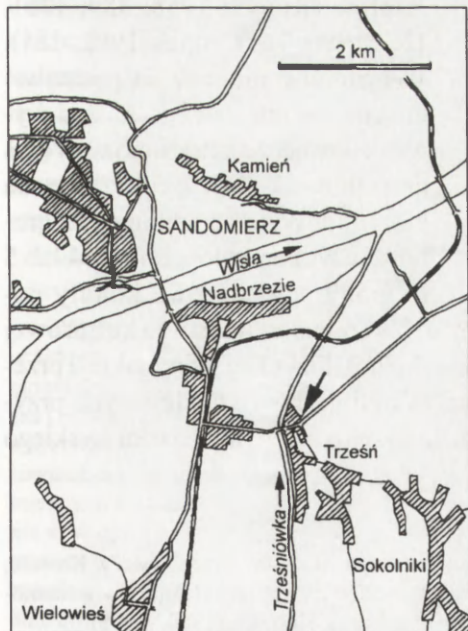 2 km
Kamień
SANDOMIERZ
Wisła
Nadbrzezie
Trześń
Trześniówka
Sokolniki
Wielowieś